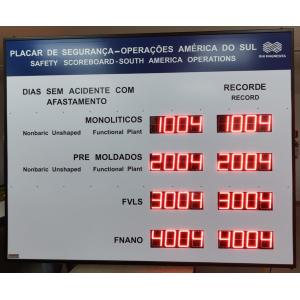 PLACAR DE SEGURANÇA–OPERAÇÕES AMÉRICA DO SUL
SAFETY SCOREBOARD-SOUTH AMERICA OPERATIONS
RHI MAGNESITA
DIAS SEM ACIDENTE COM
AFASTAMENTO
RECORDE
RECORD
MONOLITICOS 1004 1004
Nonbaric Unshaped Functional Plant
PRE MOLDADOS 2004 2004
Nonbaric Unshaped Functional Plant
FVLS 3004 3004
FNANO 4004 4004